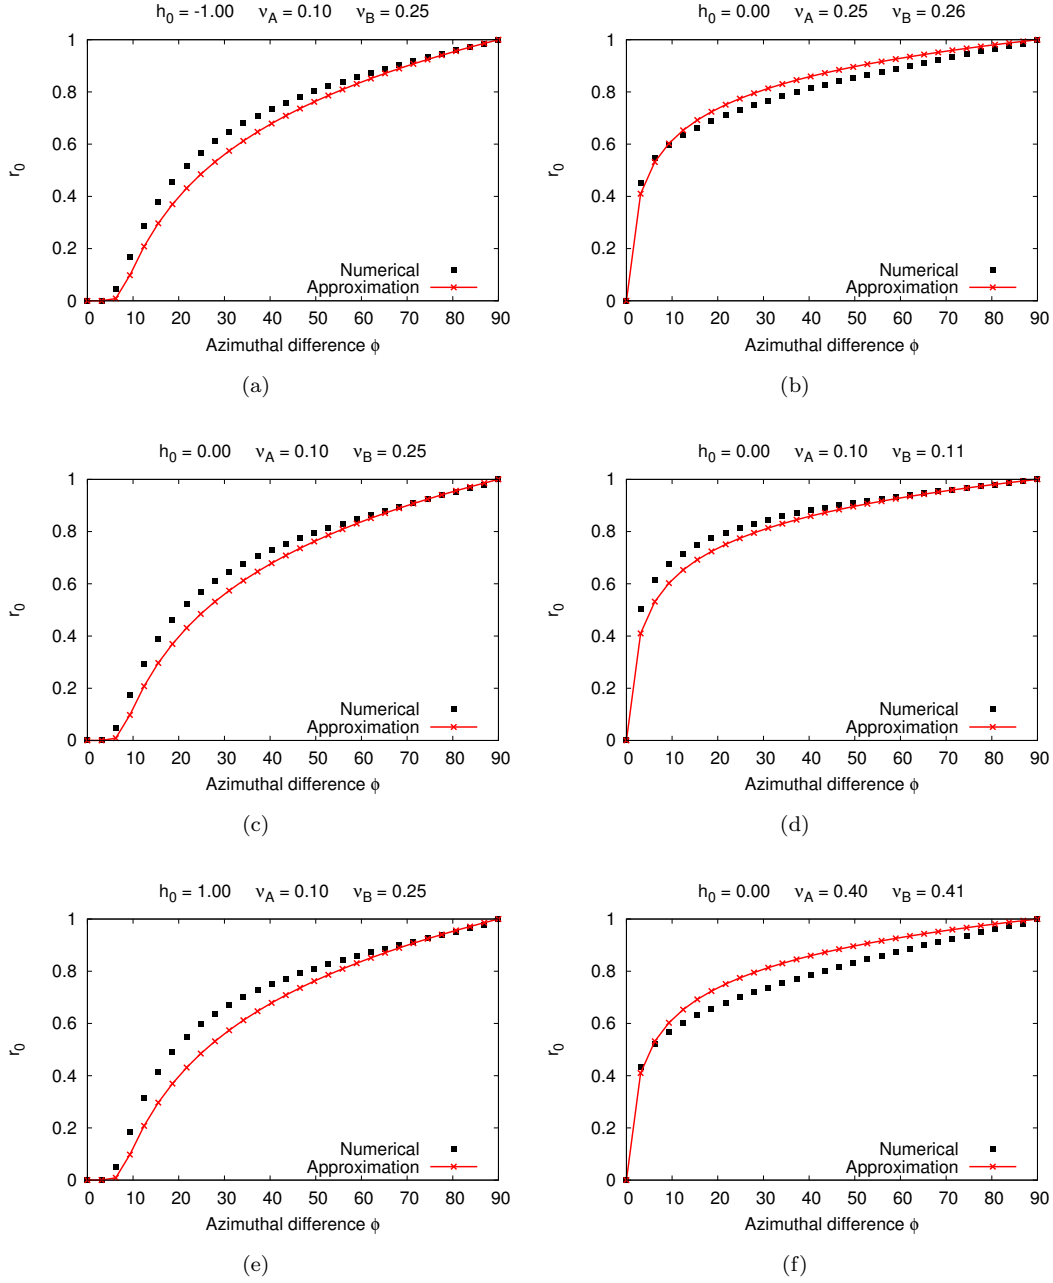 h0 = -1.00 νA = 0.10 νB = 0.25
1
0.8
0.6
0.4
0.2
0
r0
Numerical
Approximation
0 10 20 30 40 50 60 70 80 90
Azimuthal difference ϕ
(a)
h0 = 0.00 νA = 0.25 νB = 0.26
1
0.8
0.6
0.4
0.2
0
r0
Numerical
Approximation
0 10 20 30 40 50 60 70 80 90
Azimuthal difference ϕ
(b)
h0 = 0.00 νA = 0.10 νB = 0.25
1
0.8
0.6
0.4
0.2
0
r0
Numerical
Approximation
0 10 20 30 40 50 60 70 80 90
Azimuthal difference ϕ
(c)
h0 = 0.00 νA = 0.10 νB = 0.11
1
0.8
0.6
0.4
0.2
0
r0
Numerical
Approximation
0 10 20 30 40 50 60 70 80 90
Azimuthal difference ϕ
(d)
h0 = 1.00 νA = 0.10 νB = 0.25
1
0.8
0.6
0.4
0.2
0
r0
Numerical
Approximation
0 10 20 30 40 50 60 70 80 90
Azimuthal difference ϕ
(e)
h0 = 0.00 νA = 0.40 νB = 0.41
1
0.8
0.6
0.4
0.2
0
r0
Numerical
Approximation
0 10 20 30 40 50 60 70 80 90
Azimuthal difference ϕ
(f)